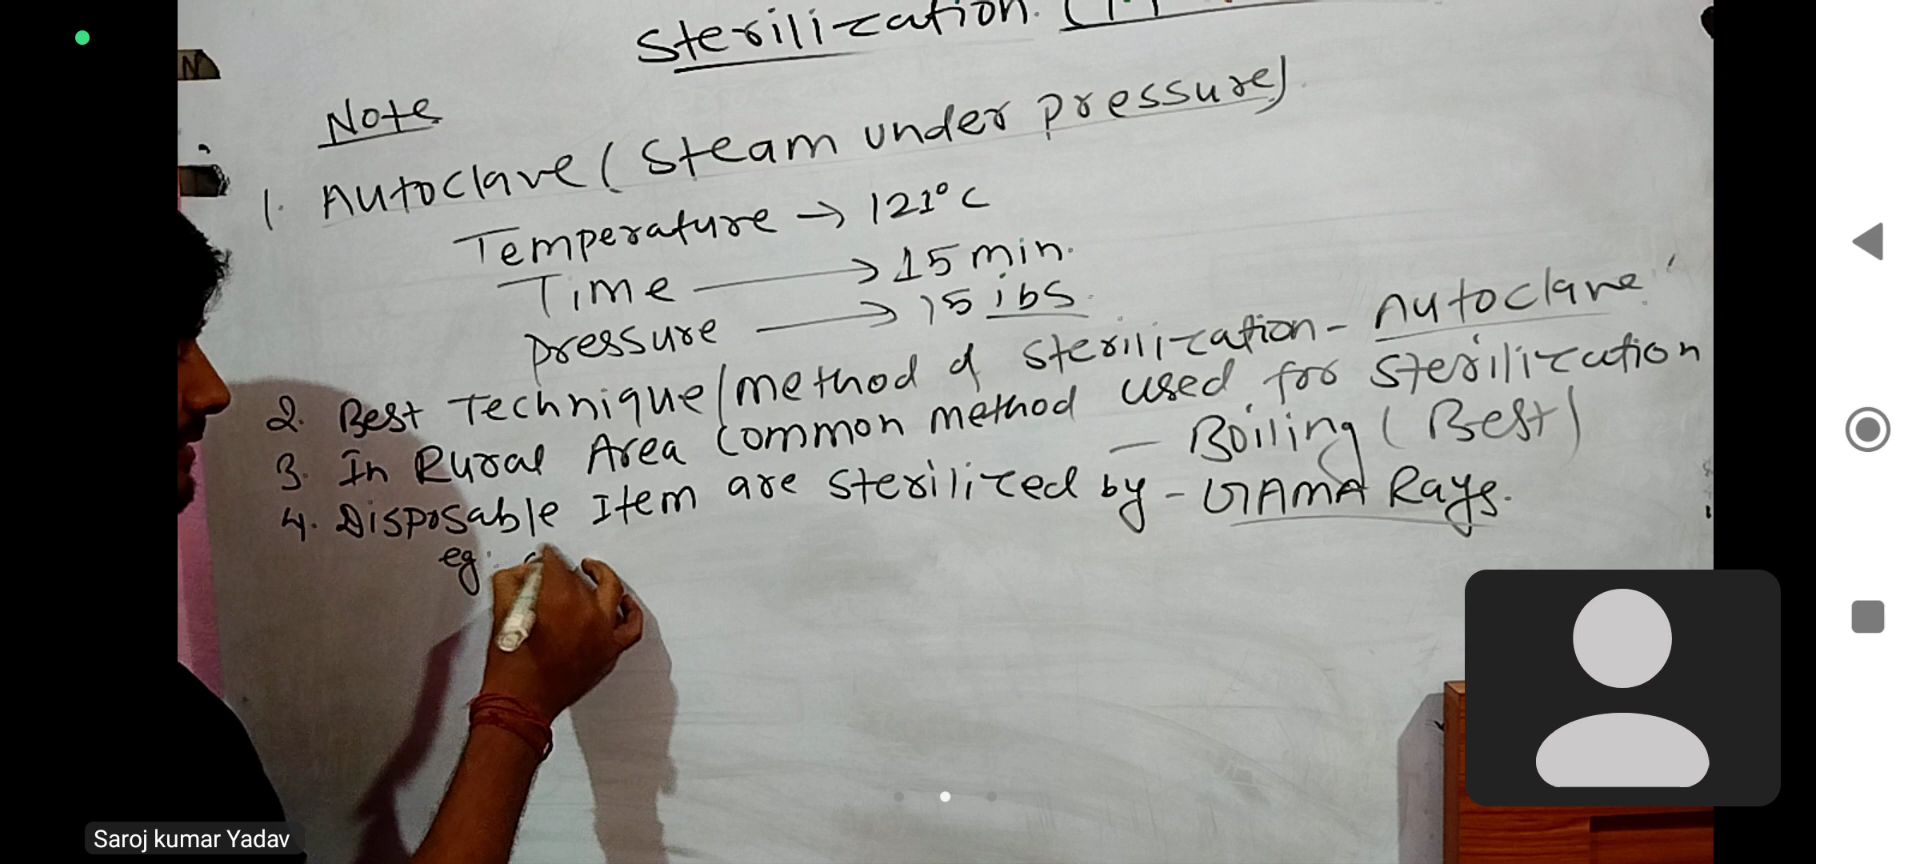 Sterilization.
Note
1. Autoclave (Steam under pressure)
Temperature → 121°C
Time → 15 min.
pressure → 15 ibs.
2. Best Technique/method of sterilization - Autoclave
3. In Rural Area common method used for sterilization
- Boiling (Best)
4. Disposable Item are sterilized by - GAMA Rays.
eg:
Saroj kumar Yadav